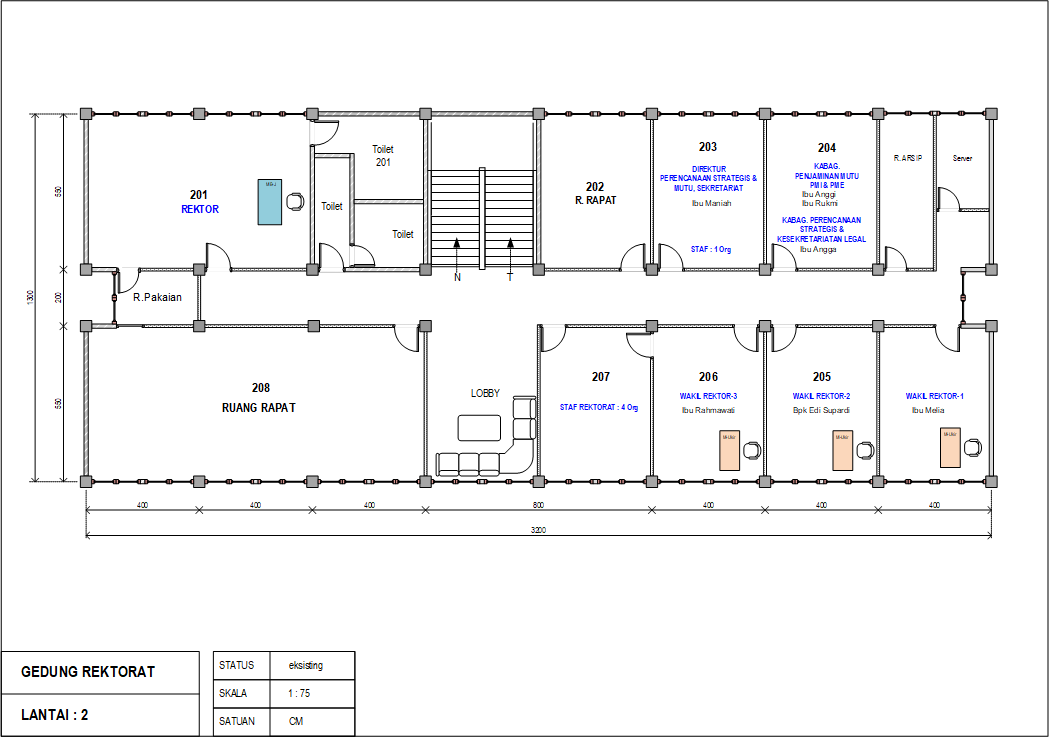 201
REKTOR
MEJA
Toilet
201
Toilet
Toilet
N
T
202
R. RAPAT
203
DIREKTUR
PERENCANAAN STRATEGIS &
MUTU, SEKRETARIAT
Ibu Maniah
STAF : 1 Org
204
KABAG.
PENJAMINAN MUTU
PMI & PME
Ibu Anggi
Ibu Rukmi
KABAG. PERENCANAAN
STRATEGIS &
KESEKRETARIATAN LEGAL
Ibu Angga
R. ARSIP
Server
550
200
550
1300
R.Pakaian
208
RUANG RAPAT
LOBBY
207
STAF REKTORAT : 4 Org
206
WAKIL REKTOR-3
Ibu Rahmawati
205
WAKIL REKTOR-2
Bpk Edi Supardi
WAKIL REKTOR-1
Ibu Melia
400
400
400
800
400
400
400
3200
GEDUNG REKTORAT
LANTAI : 2
STATUS eksisting
SKALA 1 : 75
SATUAN CM